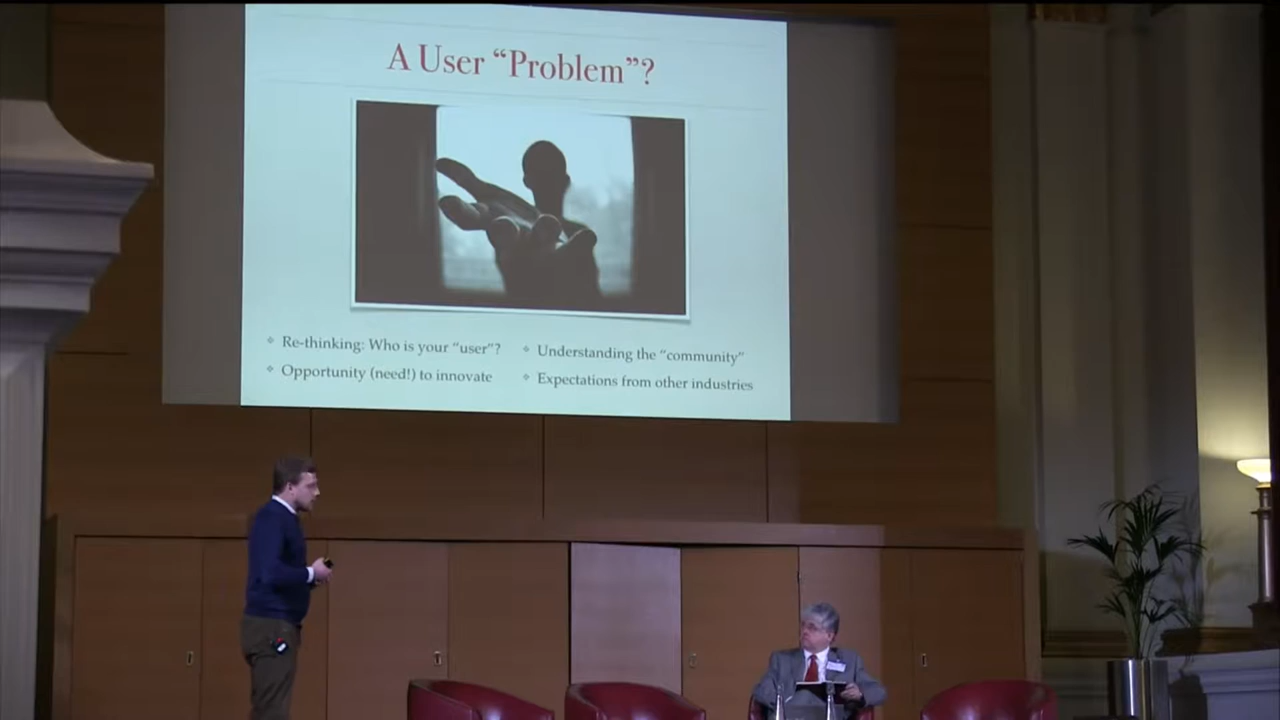 A User “Problem”?
❖ Re-thinking: Who is your “user”?
❖ Opportunity (need!) to innovate
❖ Understanding the “community”
❖ Expectations from other industries